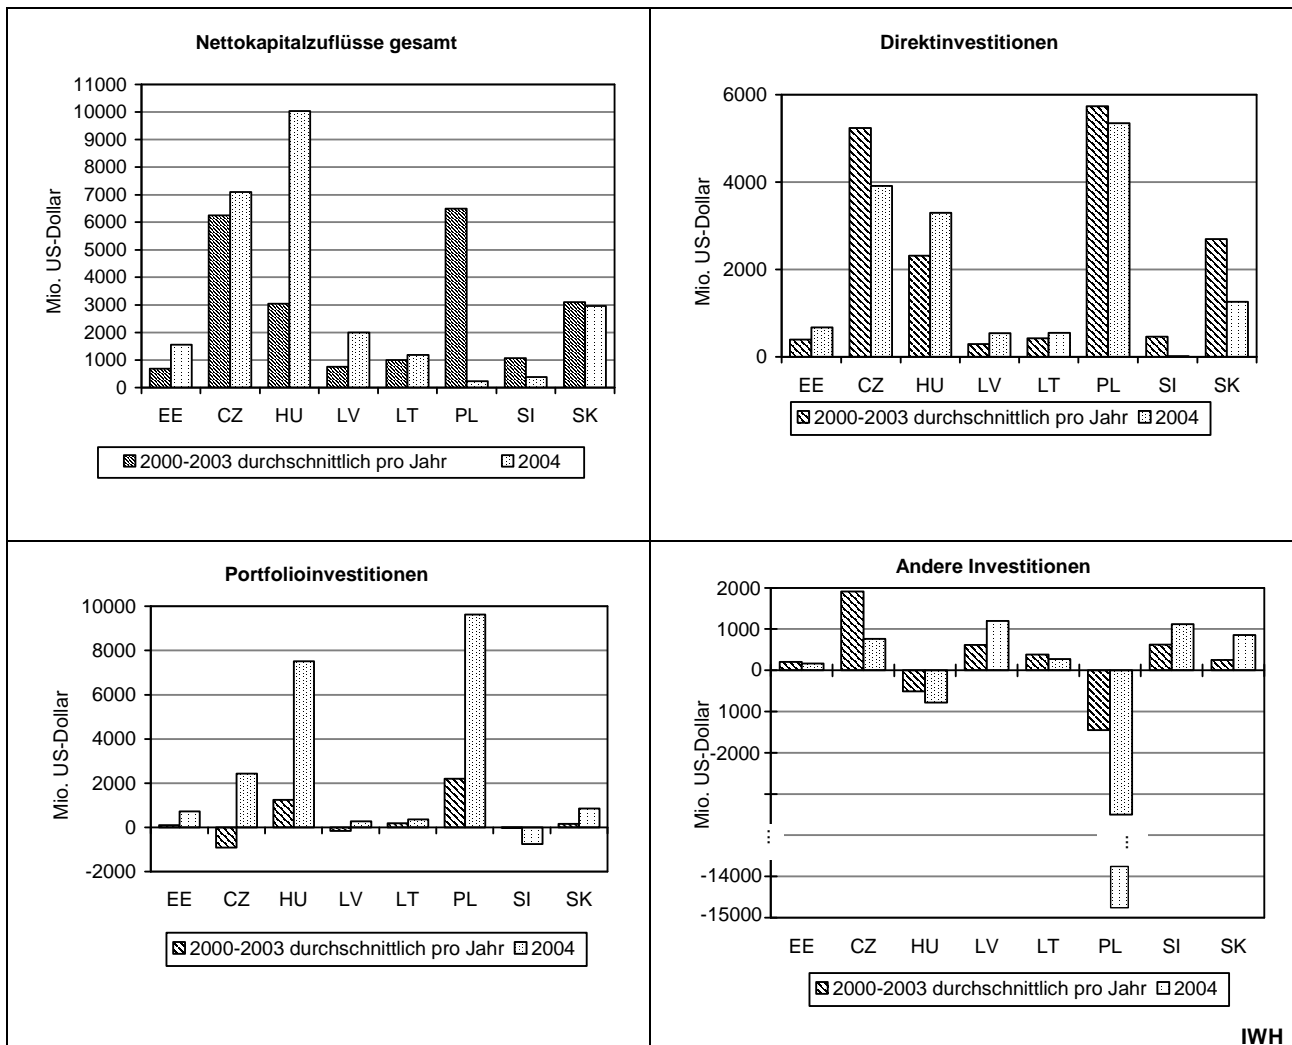 Nettokapitalzuflüsse gesamt
Mio. US-Dollar
11000
10000
9000
8000
7000
6000
5000
4000
3000
2000
1000
0
EE CZ HU LV LT PL SI SK
2000-2003 durchschnittlich pro Jahr 2004
Direktinvestitionen
Mio. US-Dollar
6000
4000
2000
0
EE CZ HU LV LT PL SI SK
2000-2003 durchschnittlich pro Jahr 2004
Portfolioinvestitionen
Mio. US-Dollar
10000
8000
6000
4000
2000
0
-2000
EE CZ HU LV LT PL SI SK
2000-2003 durchschnittlich pro Jahr 2004
Andere Investitionen
Mio. US-Dollar
2000
1000
0
1000
-2000
... ...
-14000
-15000
EE CZ HU LV LT PL SI SK
2000-2003 durchschnittlich pro Jahr 2004
IWH